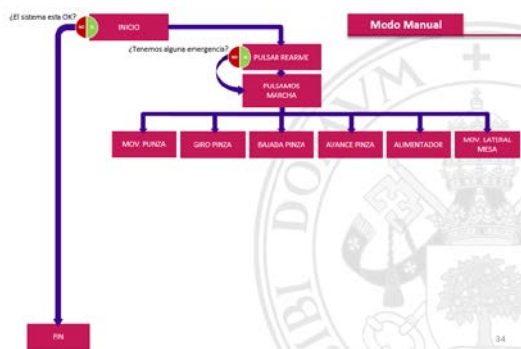 ¿El sistema esta OK?
NO
SI
INICIO
Modo Manual
¿Tenemos alguna emergencia?
NO
SI
PULSAR REARME
PULSAMOS
MARCHA
MOV. PUNZA
GIRO PINZA
BAJADA PINZA
AVANCE PINZA
ALIMENTADOR
MOV. LATERAL
MESA
FIN
34